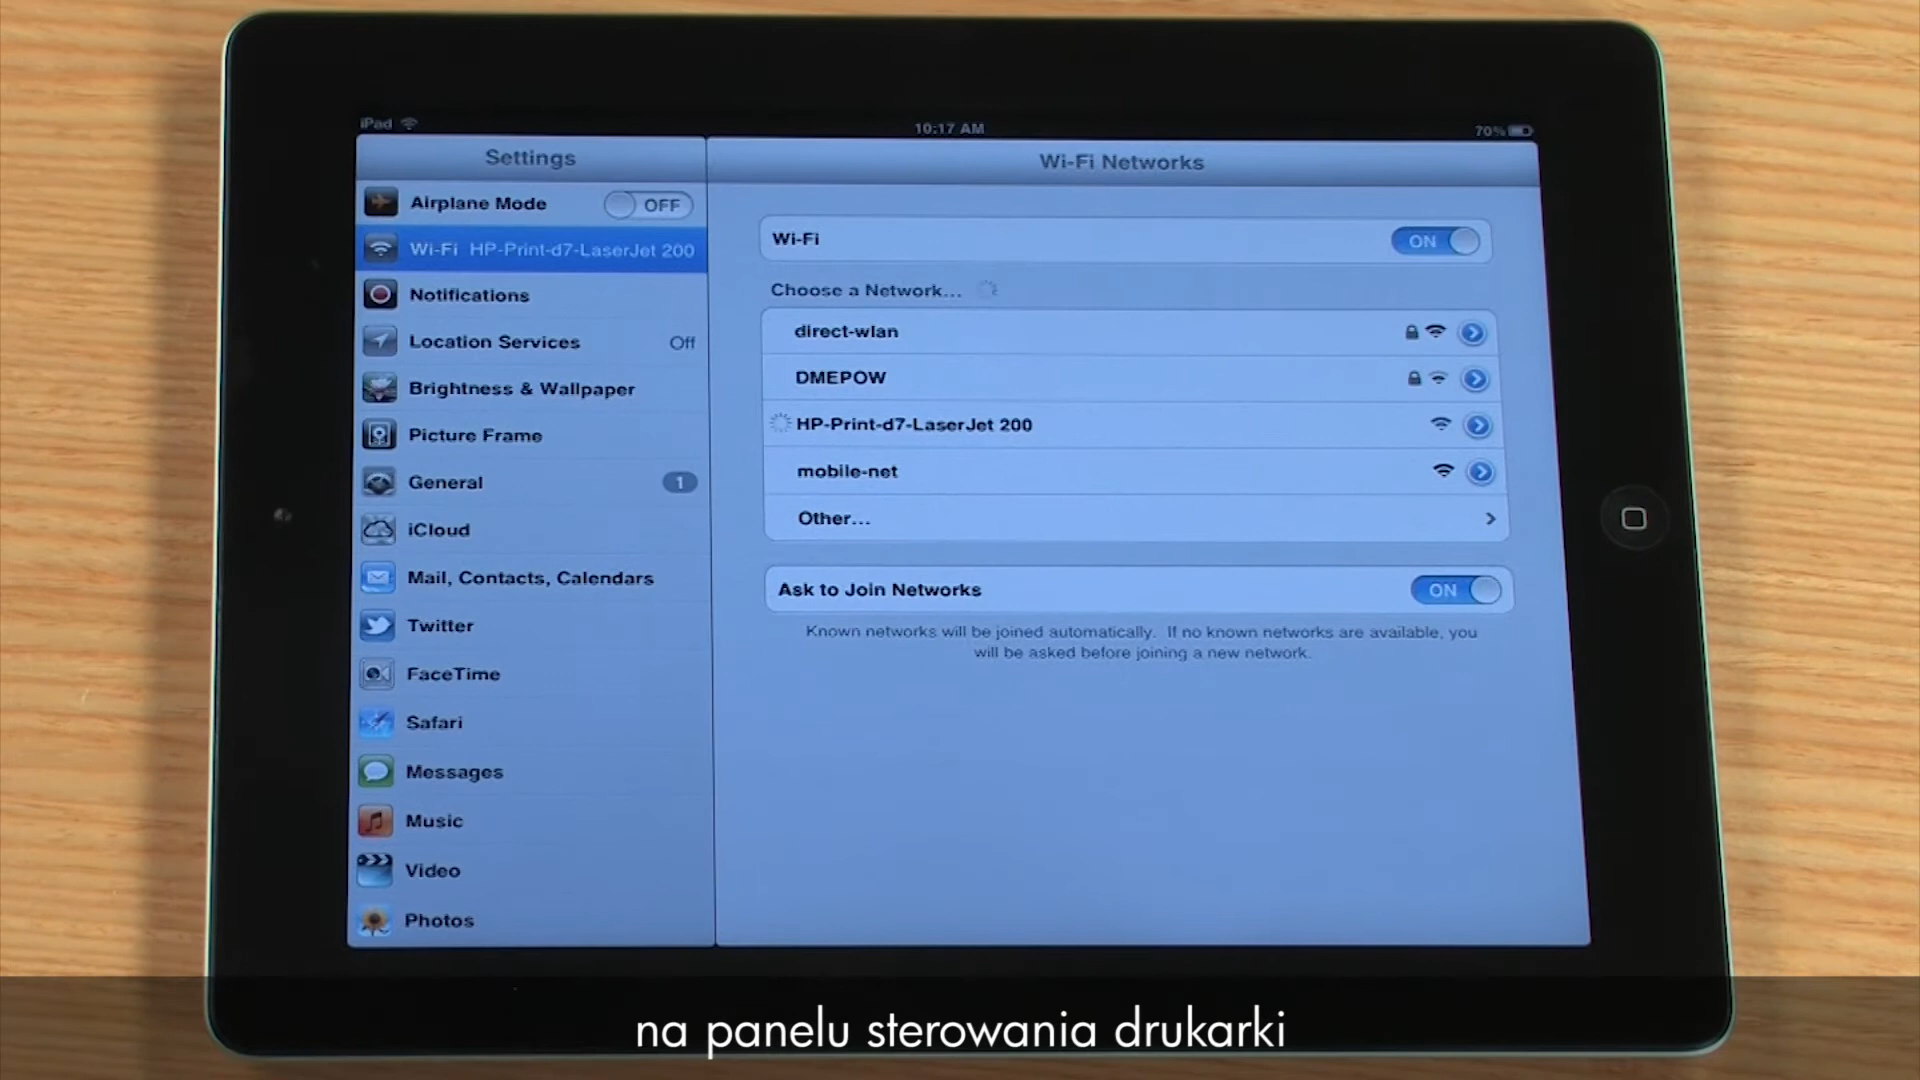 iPad
10:17 AM
70%
Settings
Wi-Fi Networks
Airplane Mode OFF
Wi-Fi HP-Print-d7-LaserJet 200
Notifications
Location Services Off
Brightness & Wallpaper
Picture Frame
General 1
iCloud
Mail, Contacts, Calendars
Twitter
FaceTime
Safari
Messages
Music
Video
Photos
Wi-Fi ON
Choose a Network...
direct-wlan
DMEPOW
HP-Print-d7-LaserJet 200
mobile-net
Other...
Ask to Join Networks ON
Known networks will be joined automatically. If no known networks are available, you
will be asked before joining a new network.
na panelu sterowania drukarki